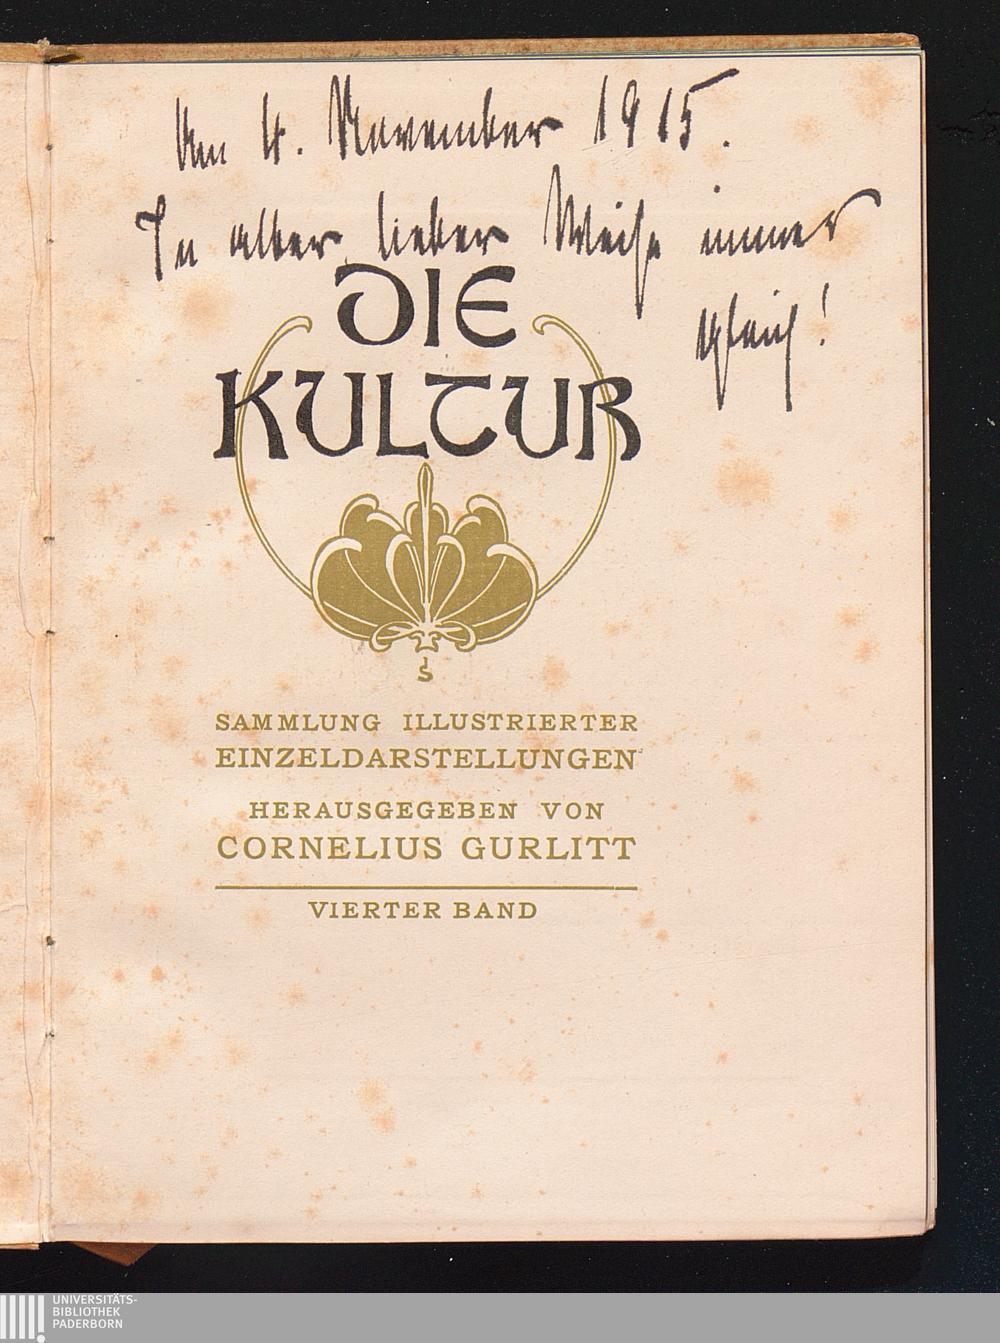 Am 4. November 1915.
In alter lieber Weise immer
gleich!
DIE
KULTUR
S
SAMMLUNG ILLUSTRIERTER
EINZELDARSTELLUNGEN
HERAUSGEGEBEN VON
CORNELIUS GURLITT
VIERTER BAND
UNIVERSITÄTS-
BIBLIOTHEK
PADERBORN